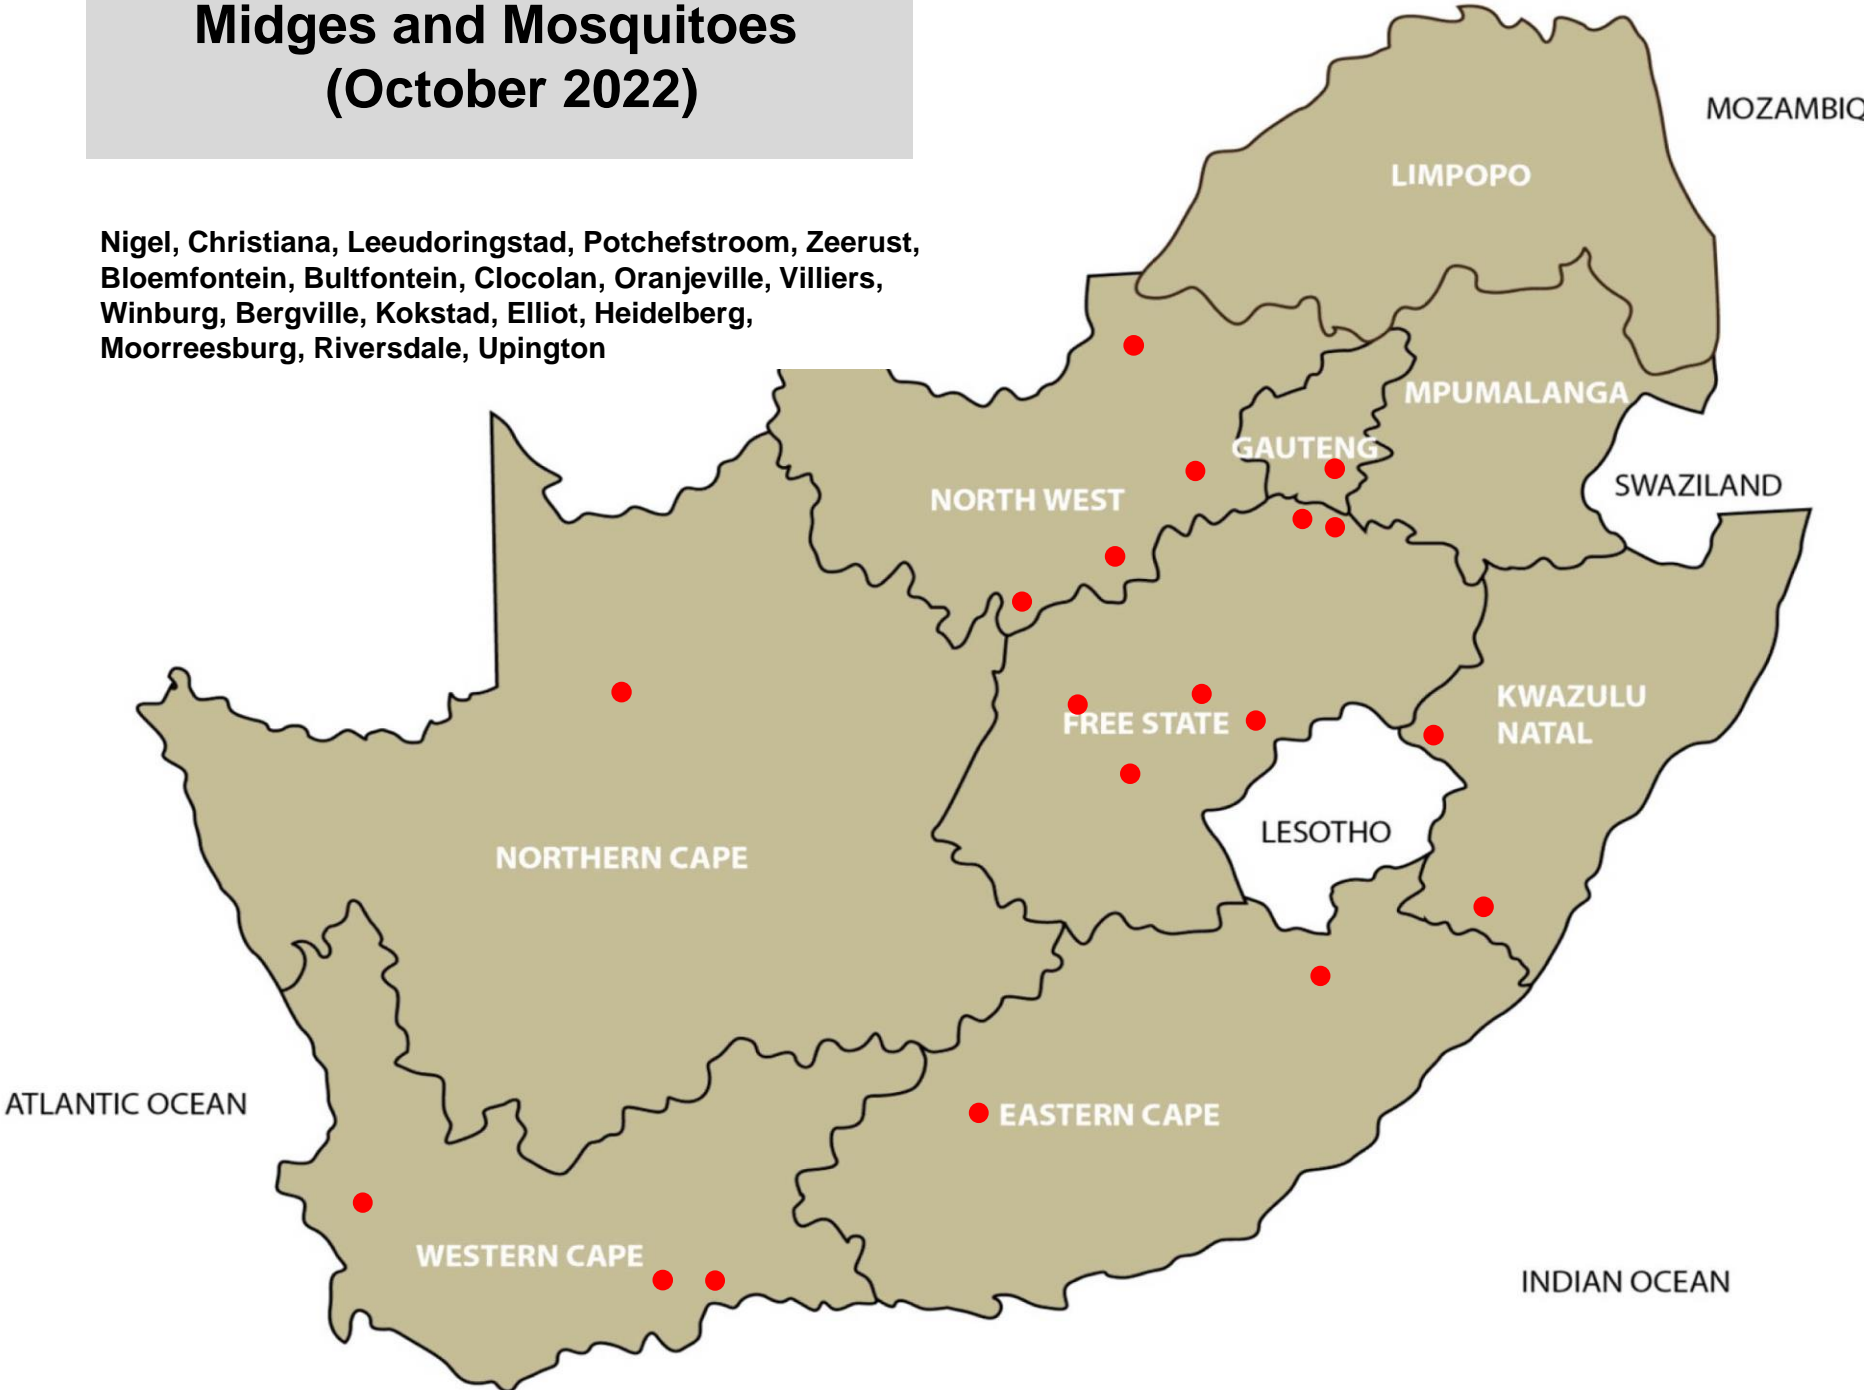 Midges and Mosquitoes
(October 2022)
Nigel, Christiana, Leeudoringstad, Potchefstroom, Zeerust,
Bloemfontein, Bultfontein, Clocolan, Oranjeville, Villiers,
Winburg, Bergville, Kokstad, Elliot, Heidelberg,
Moorreesburg, Riversdale, Upington
MOZAMBIQ
LIMPOPO
MPUMALANGA
GAUTENG
SWAZILAND
NORTH WEST
KWAZULU
NATAL
FREE STATE
LESOTHO
NORTHERN CAPE
ATLANTIC OCEAN
EASTERN CAPE
WESTERN CAPE
INDIAN OCEAN